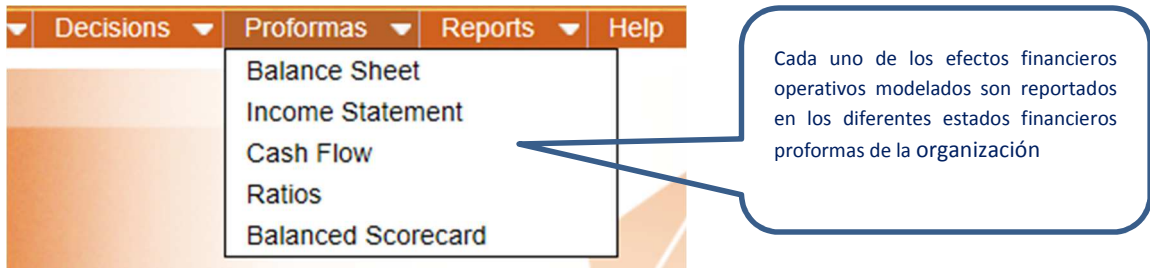 Decisions Proformas Reports Help
Balance Sheet
Income Statement
Cash Flow
Ratios
Balanced Scorecard
Cada uno de los efectos financieros
operativos modelados son reportados
en los diferentes estados financieros
proformas de la organización